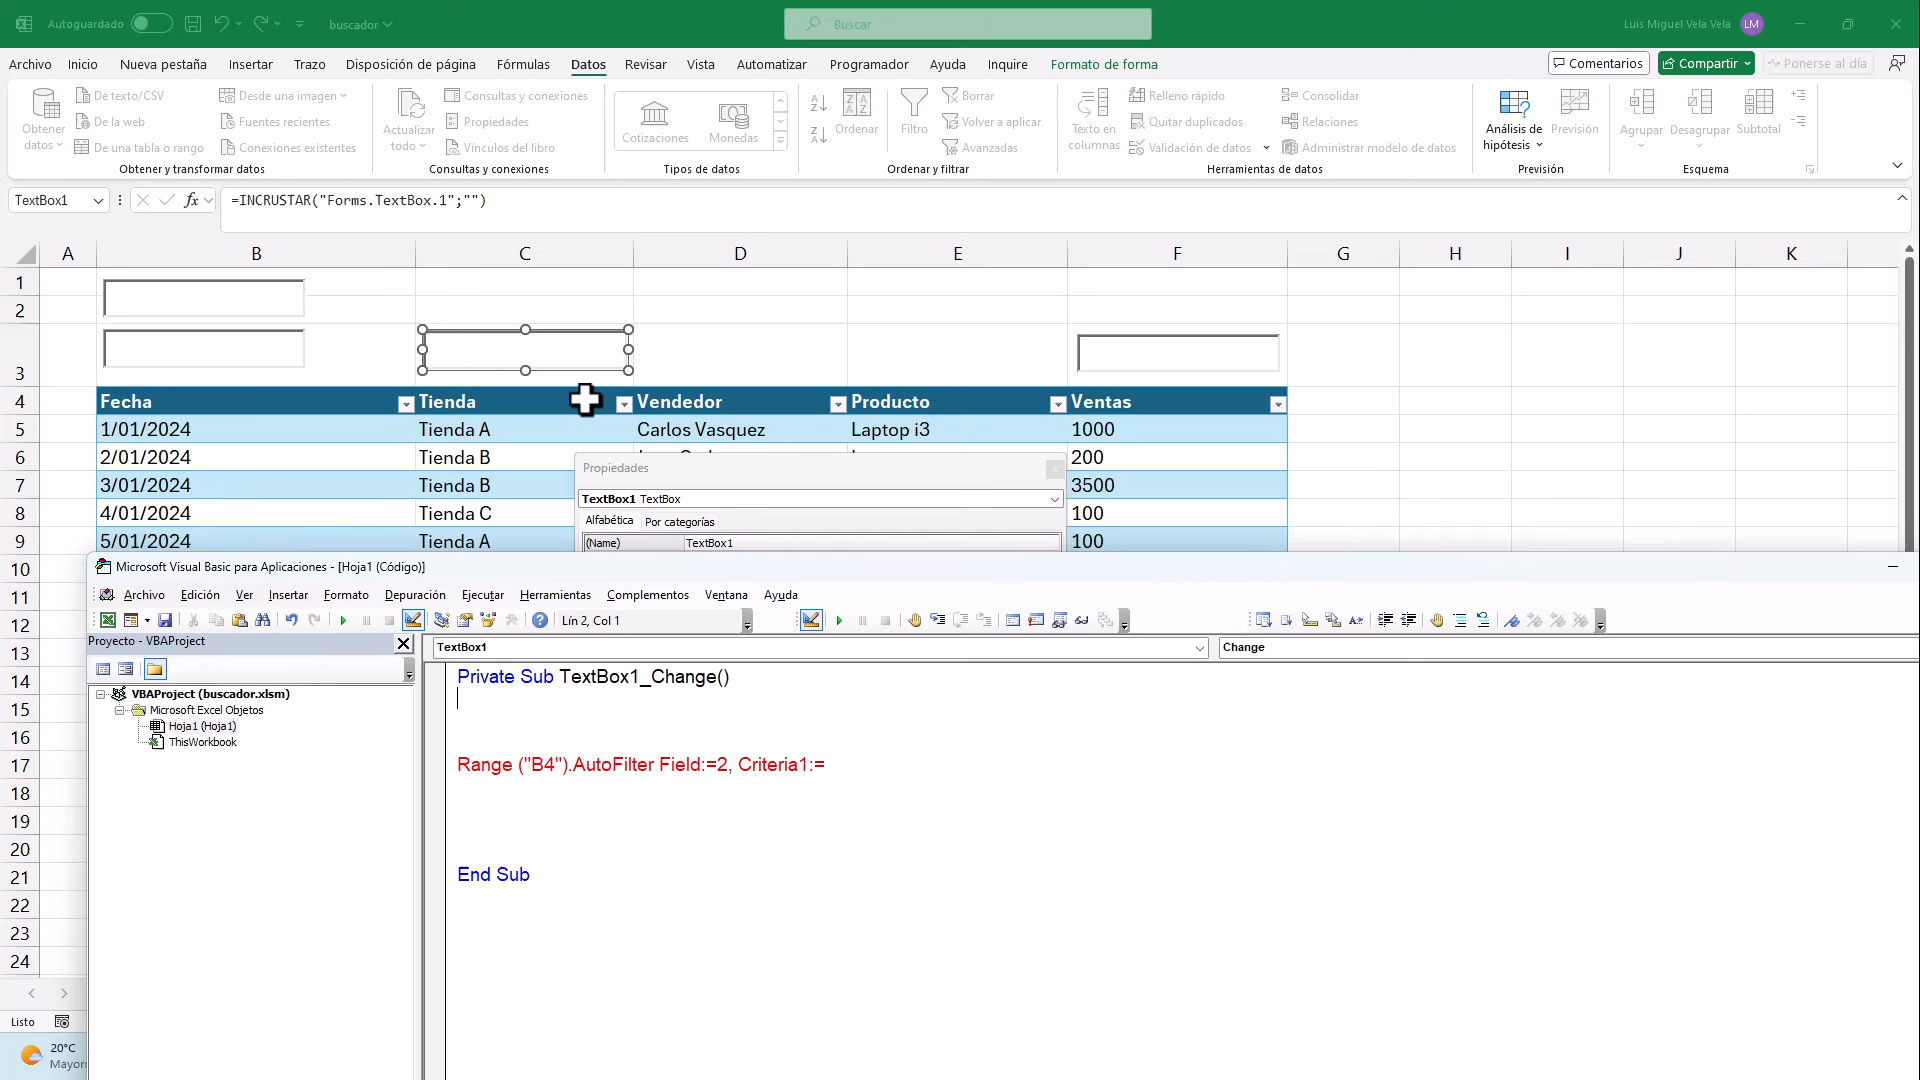 Autoguardado
buscador
Buscar
Luis Miguel Vela Vela
LM
Archivo
Inicio
Nueva pestaña
Insertar
Trazo
Disposición de página
Fórmulas
Datos
Revisar
Vista
Automatizar
Programador
Ayuda
Inquire
Formato de forma
Comentarios
Compartir
Ponerse al día
Obtener datos
De texto/CSV
De la web
De una tabla o rango
Desde una imagen
Fuentes recientes
Conexiones existentes
Obtener y transformar datos
Actualizar todo
Consultas y conexiones
Propiedades
Vínculos del libro
Consultas y conexiones
Cotizaciones
Monedas
Tipos de datos
Ordenar
Filtro
Borrar
Volver a aplicar
Avanzadas
Ordenar y filtrar
Texto en columnas
Relleno rápido
Quitar duplicados
Validación de datos
Consolidar
Relaciones
Administrar modelo de datos
Herramientas de datos
Análisis de hipótesis
Previsión
Previsión
Agrupar
Desagrupar
Subtotal
Esquema
TextBox1
fx
=INCRUSTAR("Forms.TextBox.1";"")
A B C D E F G H I J K
1
2
3
4 Fecha Tienda Vendedor Producto Ventas
5 1/01/2024 Tienda A Carlos Vasquez Laptop i3 1000
6 2/01/2024 Tienda B 200
7 3/01/2024 Tienda B 3500
8 4/01/2024 Tienda C 100
9 5/01/2024 Tienda A 100
10
11
12
13
14
15
16
17
18
19
20
21
22
23
24
Propiedades
TextBox1 TextBox
Alfabética
Por categorías
(Name) TextBox1
Microsoft Visual Basic para Aplicaciones - [Hoja1 (Código)]
Archivo Edición Ver Insertar Formato Depuración Ejecutar Herramientas Complementos Ventana Ayuda
Lín 2, Col 1
Proyecto - VBAProject
VBAProject (buscador.xlsm)
Microsoft Excel Objetos
Hoja1 (Hoja1)
ThisWorkbook
TextBox1
Change
Private Sub TextBox1_Change()
Range ("B4").AutoFilter Field:=2, Criteria1:=
End Sub
Listo
20°C